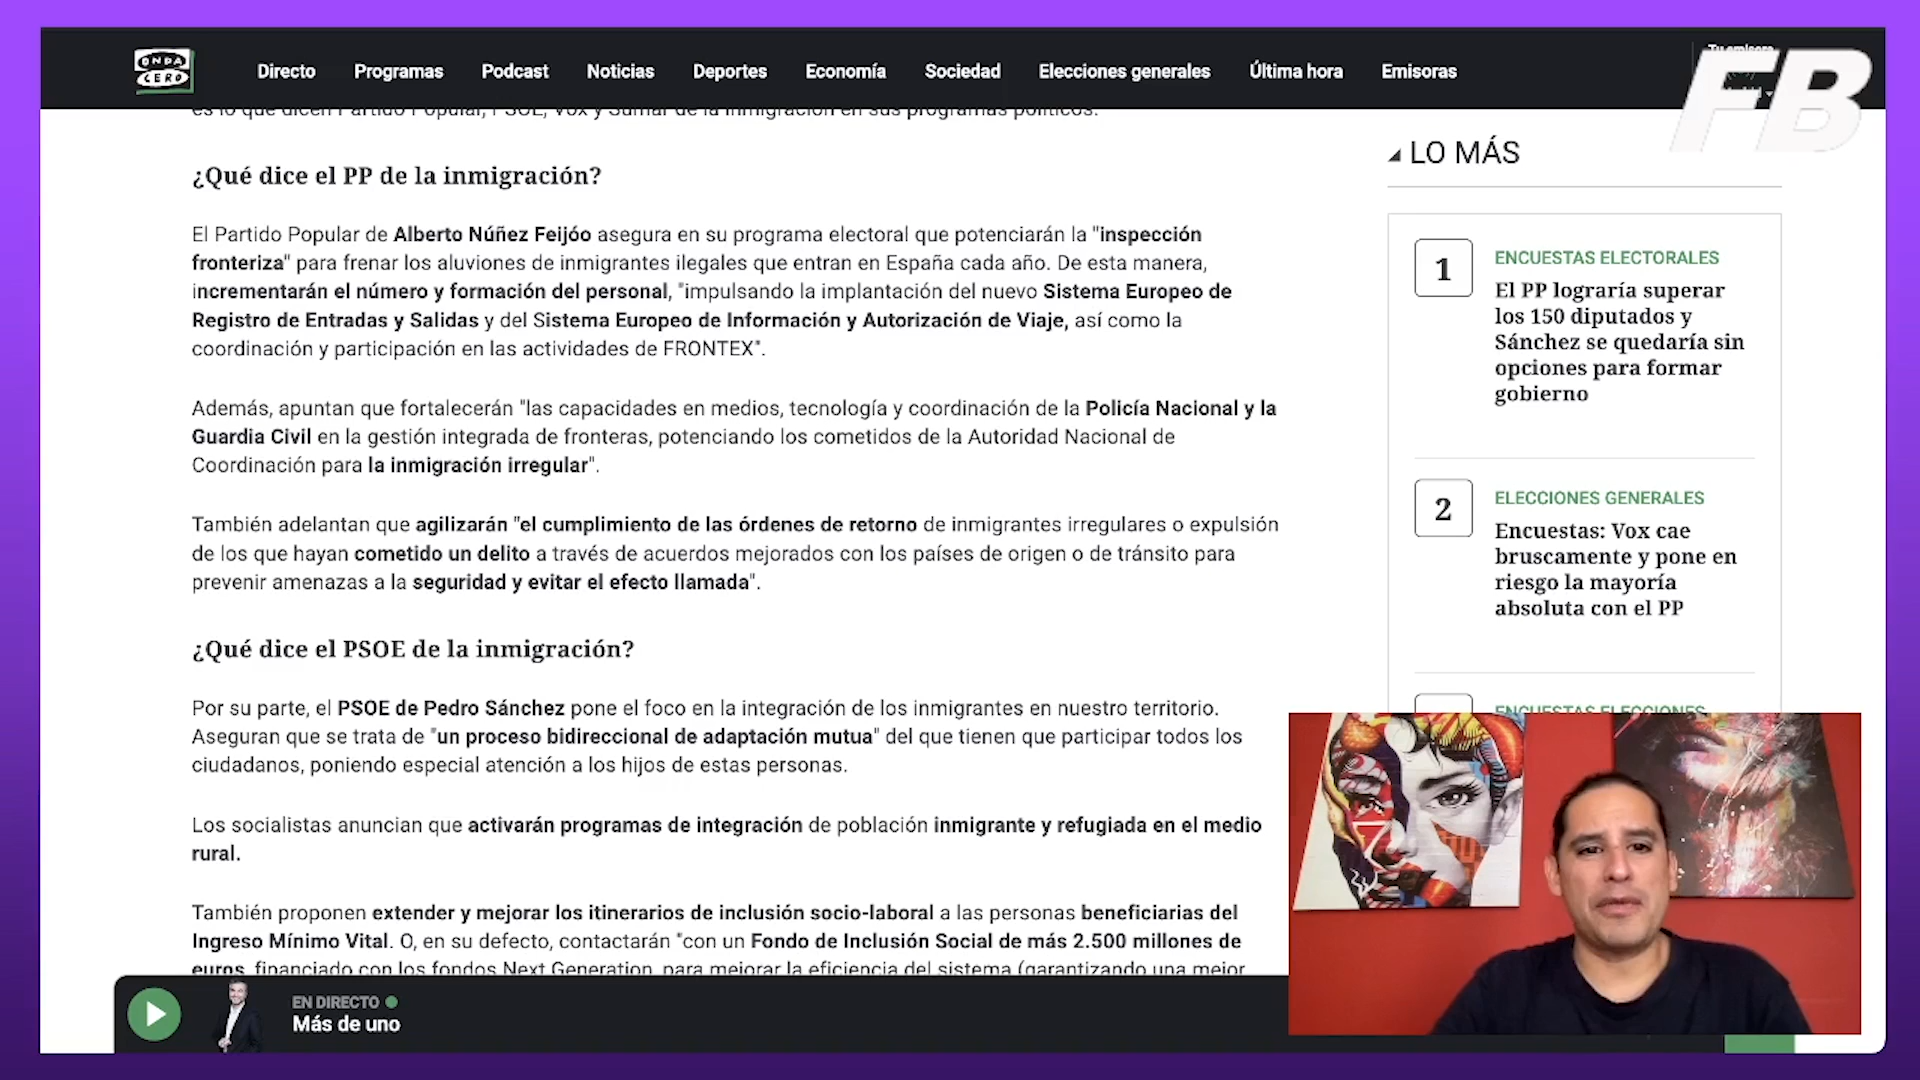 ONDA
CERO
Directo
Programas
Podcast
Noticias
Deportes
Economía
Sociedad
Elecciones generales
Última hora
Emisoras
Tu emisora
FB
es lo que dicen Partido Popular, PSOE, Vox y Sumar de la inmigración en sus programas políticos.
¿Qué dice el PP de la inmigración?
El Partido Popular de Alberto Núñez Feijóo asegura en su programa electoral que potenciarán la "inspección
fronteriza" para frenar los aluviones de inmigrantes ilegales que entran en España cada año. De esta manera,
incrementarán el número y formación del personal, "impulsando la implantación del nuevo Sistema Europeo de
Registro de Entradas y Salidas y del Sistema Europeo de Información y Autorización de Viaje, así como la
coordinación y participación en las actividades de FRONTEX".
Además, apuntan que fortalecerán "las capacidades en medios, tecnología y coordinación de la Policía Nacional y la
Guardia Civil en la gestión integrada de fronteras, potenciando los cometidos de la Autoridad Nacional de
Coordinación para la inmigración irregular".
También adelantan que agilizarán "el cumplimiento de las órdenes de retorno de inmigrantes irregulares o expulsión
de los que hayan cometido un delito a través de acuerdos mejorados con los países de origen o de tránsito para
prevenir amenazas a la seguridad y evitar el efecto llamada".
¿Qué dice el PSOE de la inmigración?
Por su parte, el PSOE de Pedro Sánchez pone el foco en la integración de los inmigrantes en nuestro territorio.
Aseguran que se trata de "un proceso bidireccional de adaptación mutua" del que tienen que participar todos los
ciudadanos, poniendo especial atención a los hijos de estas personas.
Los socialistas anuncian que activarán programas de integración de población inmigrante y refugiada en el medio
rural.
También proponen extender y mejorar los itinerarios de inclusión socio-laboral a las personas beneficiarias del
Ingreso Mínimo Vital. O, en su defecto, contactarán "con un Fondo de Inclusión Social de más 2.500 millones de
euros, financiado con los fondos Next Generation, para mejorar la eficiencia del sistema (garantizando una mejor
LO MÁS
1
ENCUESTAS ELECTORALES
El PP lograría superar
los 150 diputados y
Sánchez se quedaría sin
opciones para formar
gobierno
2
ELECCIONES GENERALES
Encuestas: Vox cae
bruscamente y pone en
riesgo la mayoría
absoluta con el PP
ENCUESTAS ELECCIONES
EN DIRECTO
Más de uno